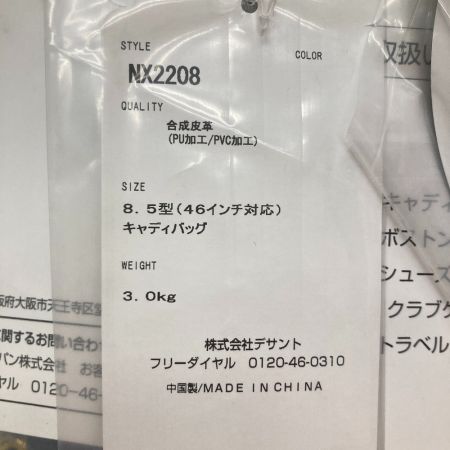 STYLE
COLOR
NX2208
QUALITY
合成皮革
(PU加工/PVC加工)
SIZE
8.5型(46インチ対応)
キャディバッグ
WEIGHT
3.0kg
株式会社デサント
フリーダイヤル 0120-46-0310
中国製/MADE IN CHINA
府大阪市天王寺区
関するお問い合わ
バン株式会社 お客
ヤル 0120-46-
取扱い
キャディ
ボストン
シューズ
クラブケ
トラベル